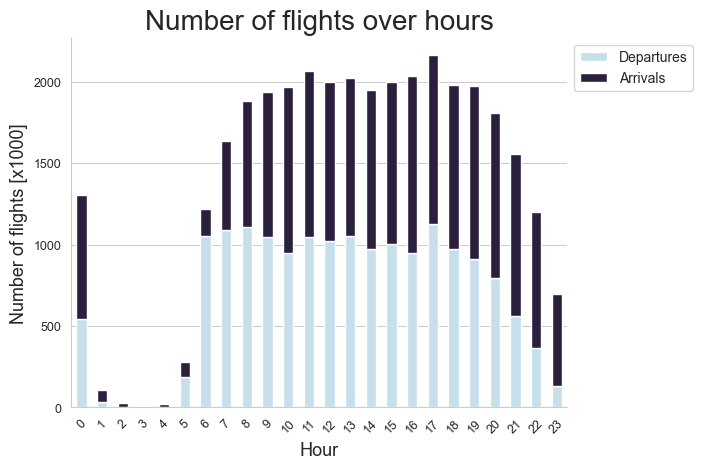 Number of flights over hours
Departures
Arrivals
Number of flights [x1000]
2000
1500
1000
500
0
0 1 2 3 4 5 6 7 8 9 10 11 12 13 14 15 16 17 18 19 20 21 22 23
Hour